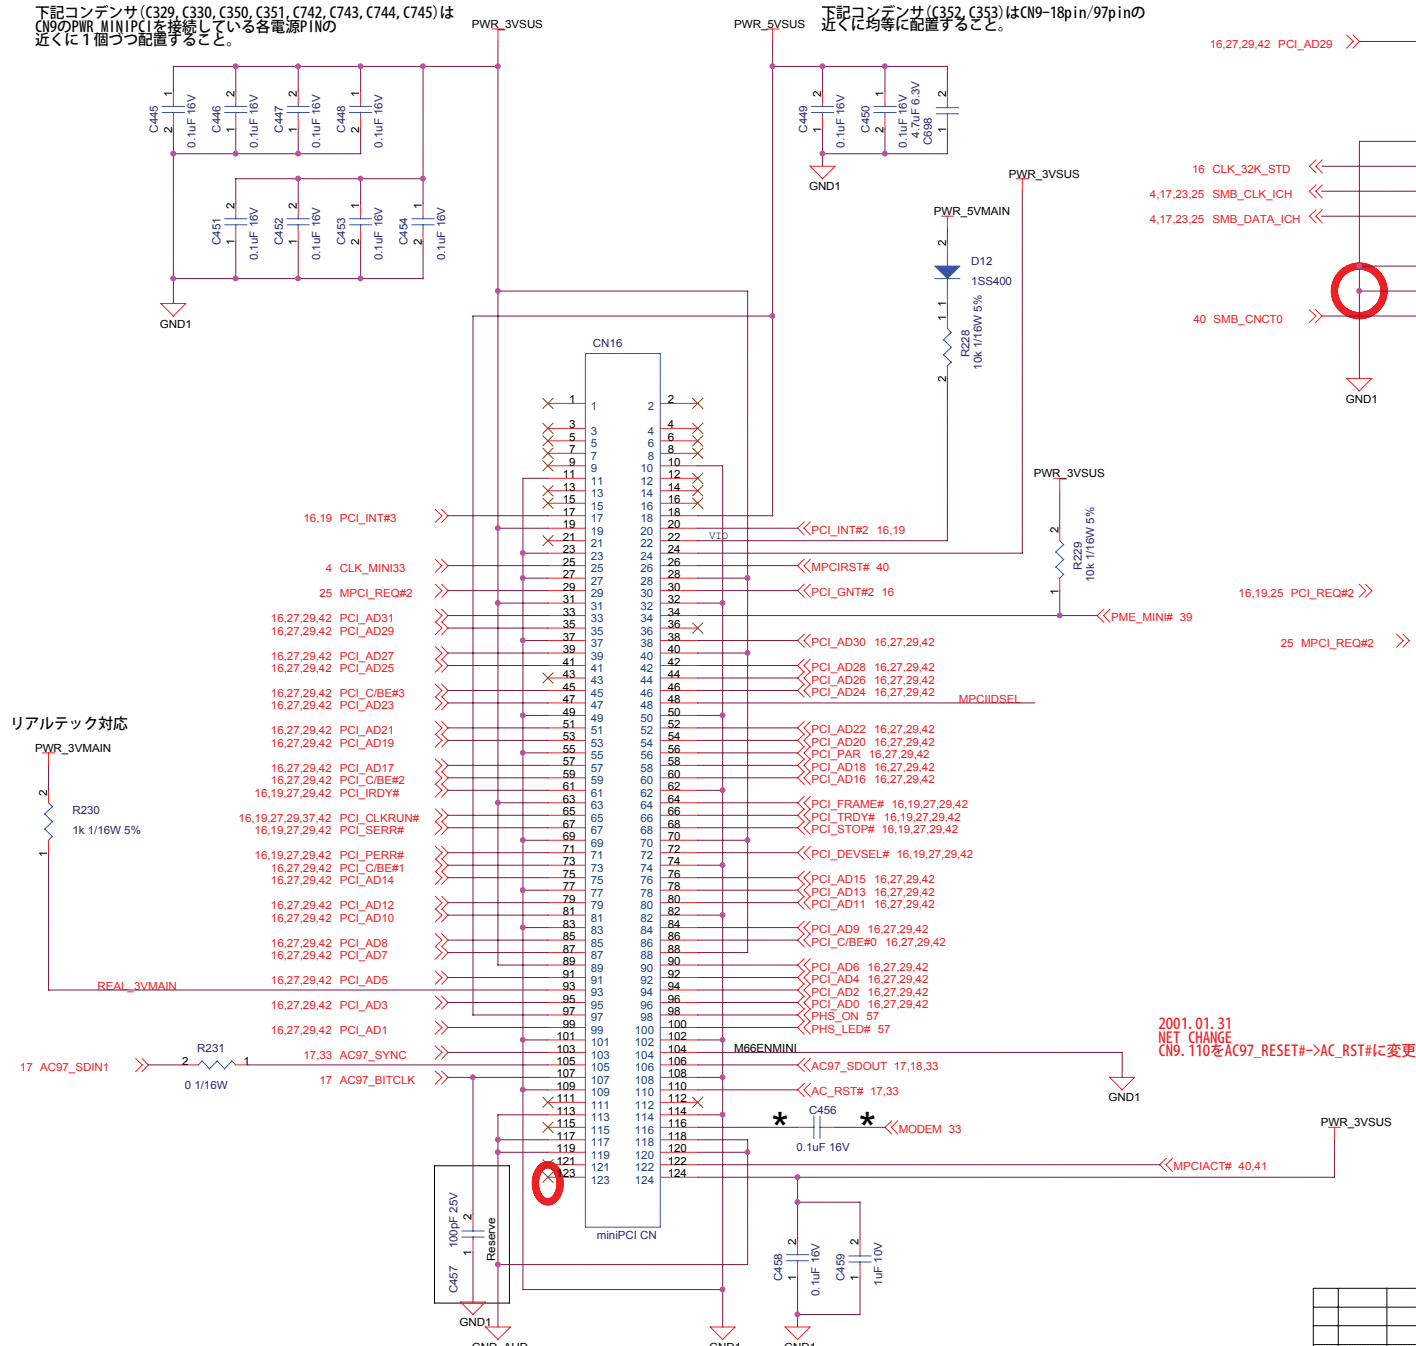 下記コンデンサ(C329,C330,C350,C351,C742,C743,C744,C745)は
CN9のPWR_MINIPCIを接続している各電源PINの
近くに1個づつ配置すること。
PWR_3VSUS
PWR_5VSUS
下記コンデンサ(C352,C353)はCN9-18pin/97pinの
近くに均等に配置すること。
16,27,29,42 PCI_AD29
C445 0.1uF 16V
C446 0.1uF 16V
C447 0.1uF 16V
C448 0.1uF 16V
C449 0.1uF 16V
C450 0.1uF 16V
4.7uF 6.3V C698
GND1
C451 0.1uF 16V
C452 0.1uF 16V
C453 0.1uF 16V
C454 0.1uF 16V
GND1
16 CLK_32K_STD
4,17,23,25 SMB_CLK_ICH
4,17,23,25 SMB_DATA_ICH
40 SMB_CNCT0
GND1
PWR_3VSUS
PWR_5VMAIN
D12
1SS400
R228
10k 1/16W 5%
PWR_3VSUS
R229
10k 1/16W 5%
CN16
VIO
16,19 PCI_INT#3
4 CLK_MINI33
25 MPCI_REQ#2
16,27,29,42 PCI_AD31
16,27,29,42 PCI_AD29
16,27,29,42 PCI_AD27
16,27,29,42 PCI_AD25
16,27,29,42 PCI_C/BE#3
16,27,29,42 PCI_AD23
16,27,29,42 PCI_AD21
16,27,29,42 PCI_AD19
16,27,29,42 PCI_AD17
16,27,29,42 PCI_C/BE#2
16,19,27,29,42 PCI_IRDY#
16,19,27,29,37,42 PCI_CLKRUN#
16,19,27,29,42 PCI_SERR#
16,19,27,29,42 PCI_PERR#
16,27,29,42 PCI_C/BE#1
16,27,29,42 PCI_AD14
16,27,29,42 PCI_AD12
16,27,29,42 PCI_AD10
16,27,29,42 PCI_AD8
16,27,29,42 PCI_AD7
16,27,29,42 PCI_AD5
16,27,29,42 PCI_AD3
16,27,29,42 PCI_AD1
17,33 AC97_SYNC
17 AC97_BITCLK
PCI_INT#2 16,19
MPCIRST# 40
PCI_GNT#2 16
PME_MINI# 39
PCI_AD30 16,27,29,42
PCI_AD28 16,27,29,42
PCI_AD26 16,27,29,42
PCI_AD24 16,27,29,42
MPCIIDSEL
PCI_AD22 16,27,29,42
PCI_AD20 16,27,29,42
PCI_PAR 16,27,29,42
PCI_AD18 16,27,29,42
PCI_AD16 16,27,29,42
PCI_FRAME# 16,19,27,29,42
PCI_TRDY# 16,19,27,29,42
PCI_STOP# 16,19,27,29,42
PCI_DEVSEL# 16,19,27,29,42
PCI_AD15 16,27,29,42
PCI_AD13 16,27,29,42
PCI_AD11 16,27,29,42
PCI_AD9 16,27,29,42
PCI_C/BE#0 16,27,29,42
PCI_AD6 16,27,29,42
PCI_AD4 16,27,29,42
PCI_AD2 16,27,29,42
PCI_AD0 16,27,29,42
PHS_ON 57
PHS_LED# 57
M66ENMINI
AC97_SDOUT 17,18,33
AC_RST# 17,33
GND1
* C456 *
0.1uF 16V
MODEM 33
MPCIACT# 40,41
PWR_3VSUS
16,19,25 PCI_REQ#2
25 MPCI_REQ#2
リアルテック対応
PWR_3VMAIN
R230
1k 1/16W 5%
REAL_3VMAIN
17 AC97_SDIN1
R231
0 1/16W
2001.01.31
NET CHANGE
CN9.110をAC97_RESET#->AC_RST#に変更
miniPCI CN
C457 100pF 25V
Reserve
GND1
GND_AUD
GND1
C458 0.1uF 16V
C459 1uF 10V
GND1